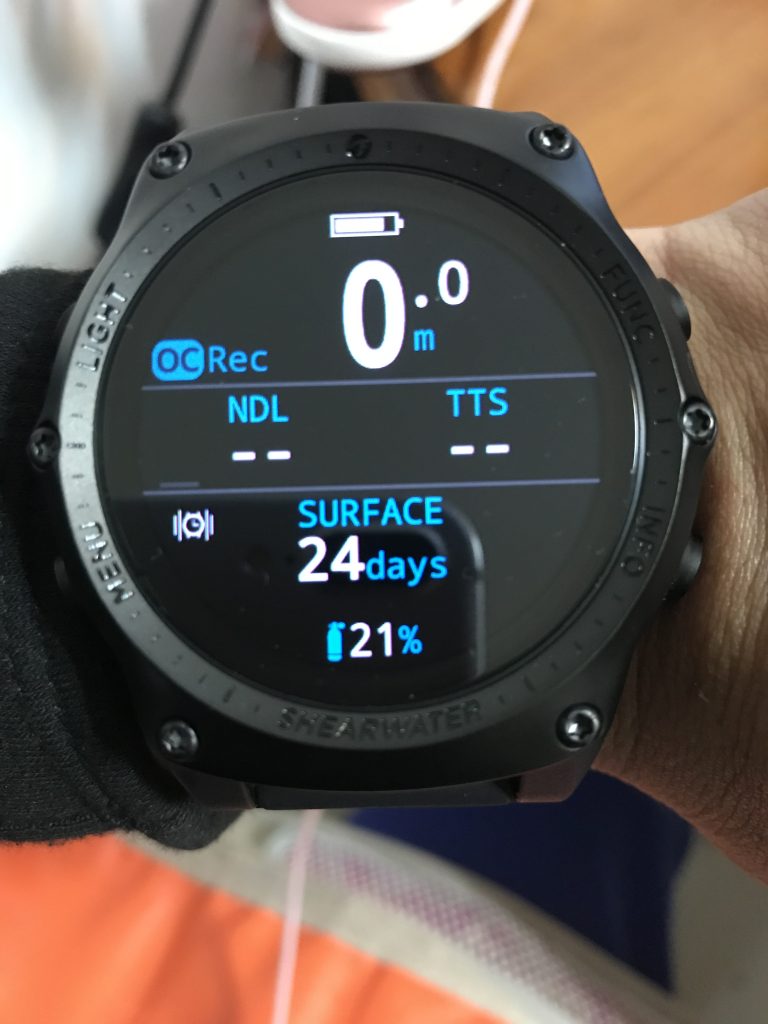 0.0
m
OC Rec
NDL
TTS
--
--
SURFACE
24days
21%
LIGHT
FUNC
MENU
INFO
SHEARWATER